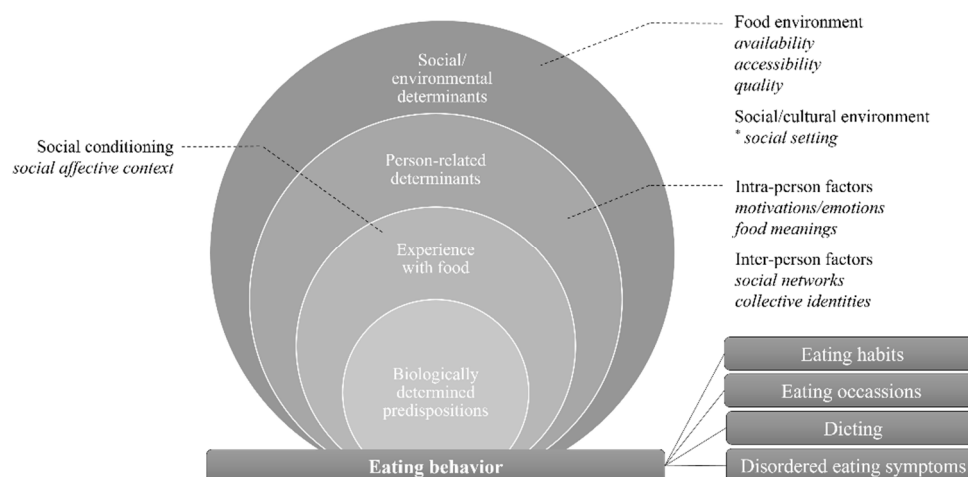 Social/
environmental
determinants
Person-related
determinants
Experience
with food
Biologically
determined
predispositions
Social conditioning
social affective context
Food environment
availability
accessibility
quality
Social/cultural environment
* social setting
Intra-person factors
motivations/emotions
food meanings
Inter-person factors
social networks
collective identities
Eating behavior
Eating habits
Eating occassions
Dieting
Disordered eating symptoms